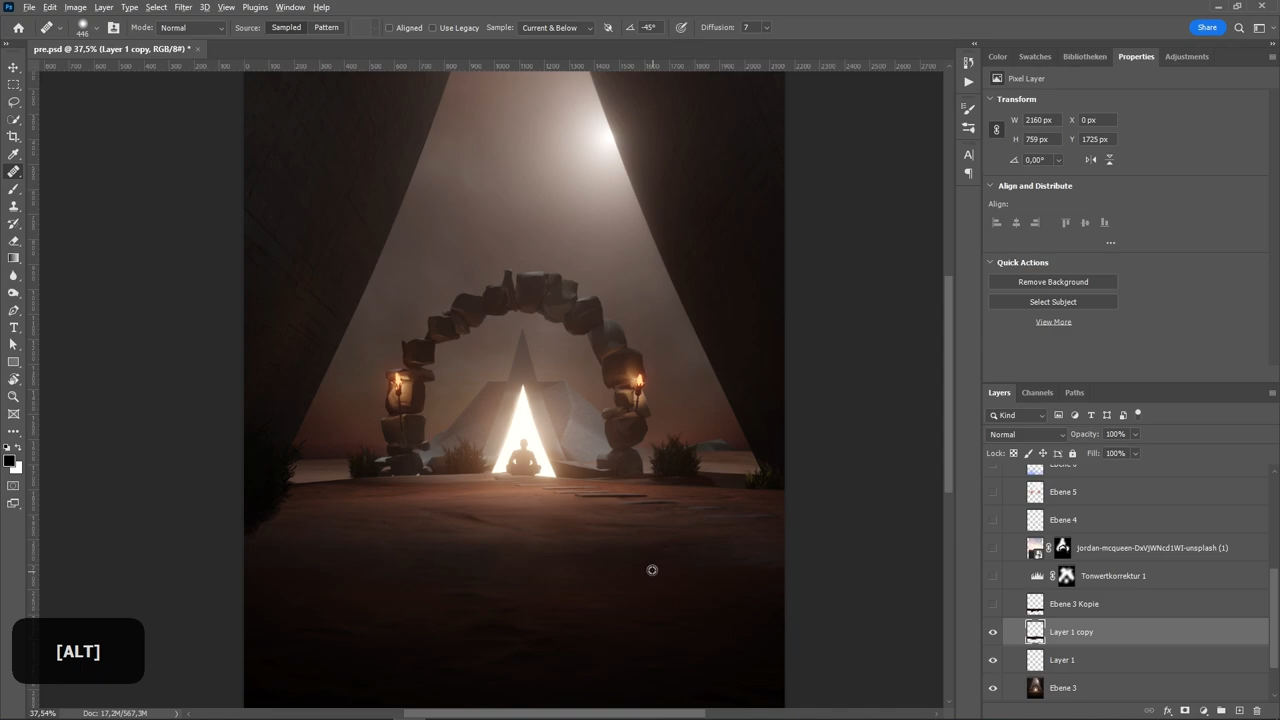 File Edit Image Layer Type Select Filter 3D View Plugins Window Help
446 Mode: Normal Source: Sampled Pattern Aligned Use Legacy Sample: Current & Below -45° Diffusion: 7 Share
pre.psd @ 37,5% (Layer 1 copy, RGB/8#) * ×
Color Swatches Bibliotheken Properties Adjustments
Pixel Layer
Transform
W 2160 px X 0 px
H 759 px Y 1725 px
0,00°
Align and Distribute
Align:
Quick Actions
Remove Background
Select Subject
View More
Layers Channels Paths
Kind
Normal Opacity: 100%
Lock: Fill: 100%
Ebene 5
Ebene 4
jordan-mcqueen-DxVJWNcd1WI-unsplash (1)
Tonwertkorrektur 1
Ebene 3 Kopie
Layer 1 copy
Layer 1
Ebene 3
[ALT]
37,54% Doc: 17,2M/567,3M